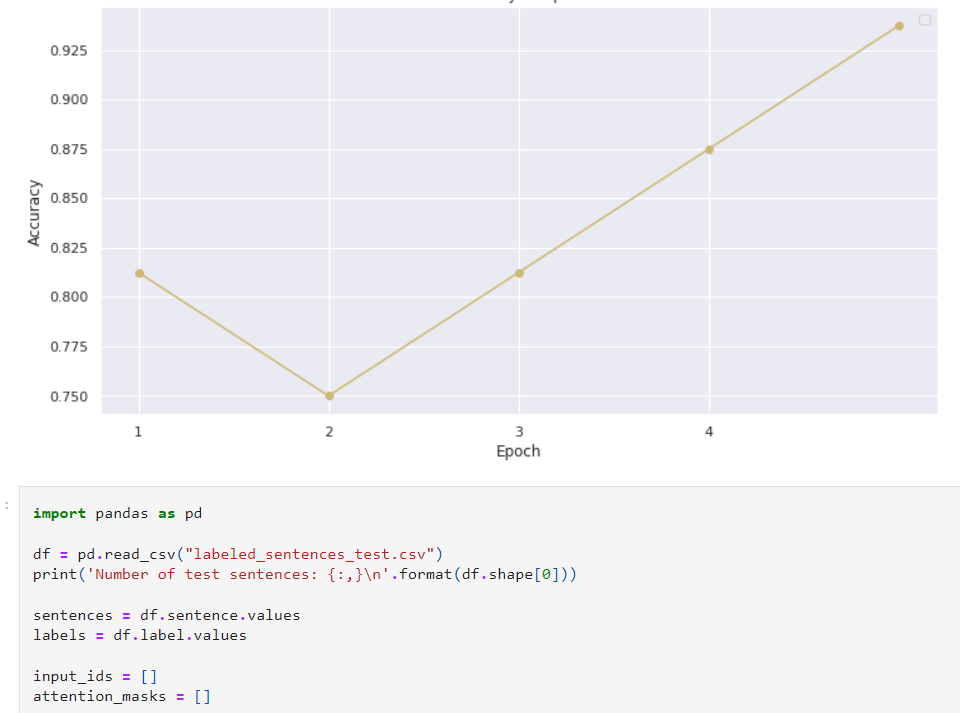 0.925
0.900
0.875
0.850
0.825
0.800
0.775
0.750
Accuracy
1 2 3 4
Epoch
:
import pandas as pd
df = pd.read_csv("labeled_sentences_test.csv")
print('Number of test sentences: {:,}\n'.format(df.shape[0]))
sentences = df.sentence.values
labels = df.label.values
input_ids = []
attention_masks = []